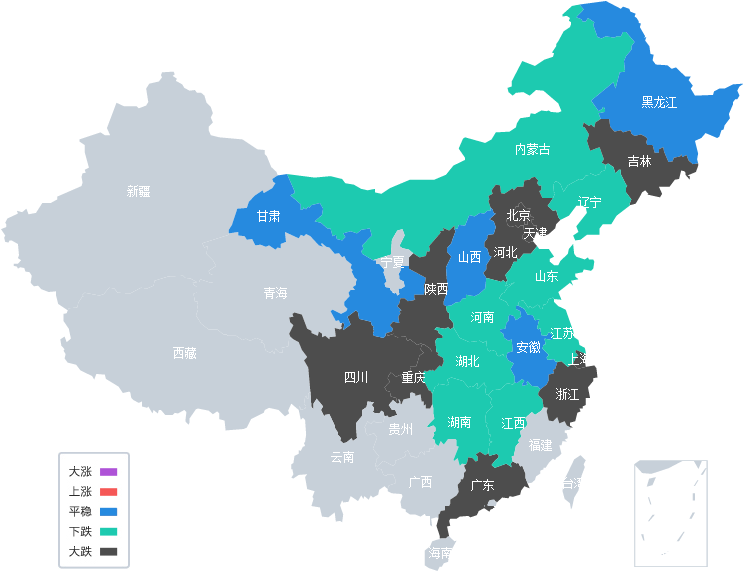 黑龙江
内蒙古
吉林
新疆
辽宁
甘肃
北京
天津
河北
山西
宁夏
山东
陕西
青海
河南
江苏
安徽
西藏
上海
湖北
四川
重庆
浙江
湖南
江西
贵州
福建
云南
广西
广东
台湾
海南
大涨
上涨
平稳
下跌
大跌